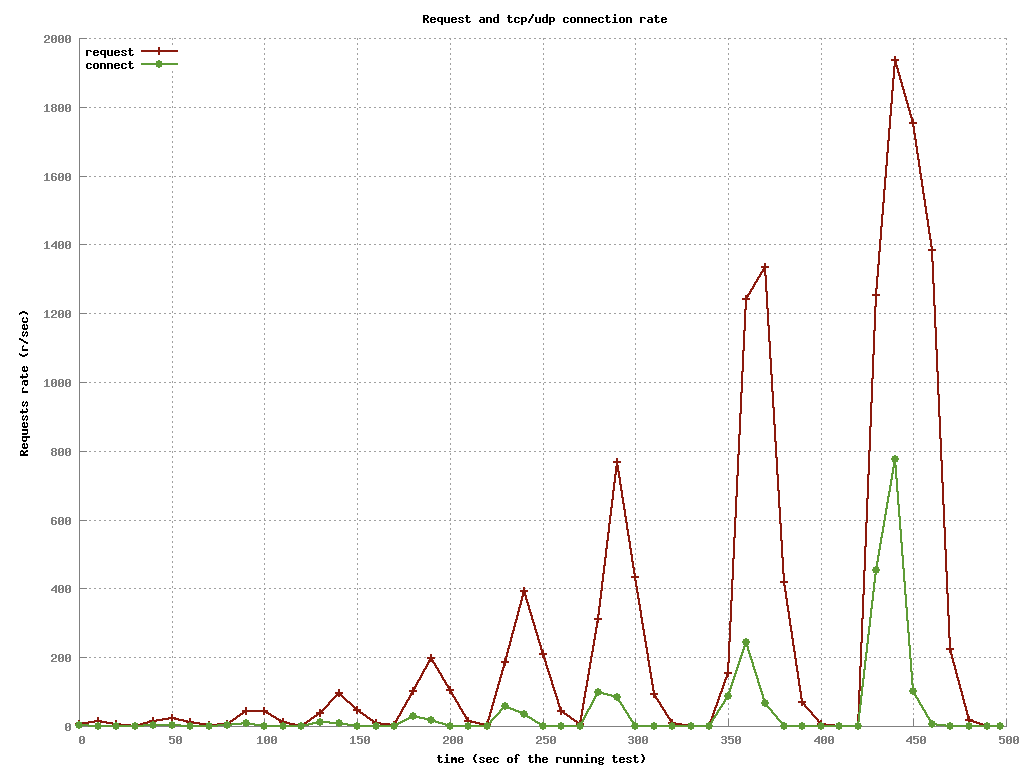 Request and tcp/udp connection rate
2000
request
connect
1800
1600
1400
1200
Requests rate (r/sec)
1000
800
600
400
200
0
0 50 100 150 200 250 300 350 400 450 500
time (sec of the running test)